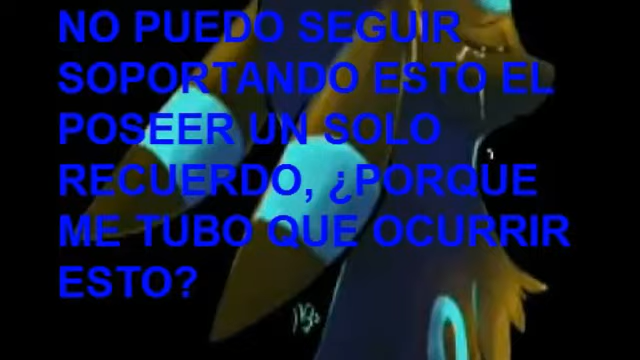 NO PUEDO SEGUIR
SOPORTANDO ESTO EL
POSEER UN SOLO
RECUERDO, ¿PORQUE
ME TUBO QUE OCURRIR
ESTO?